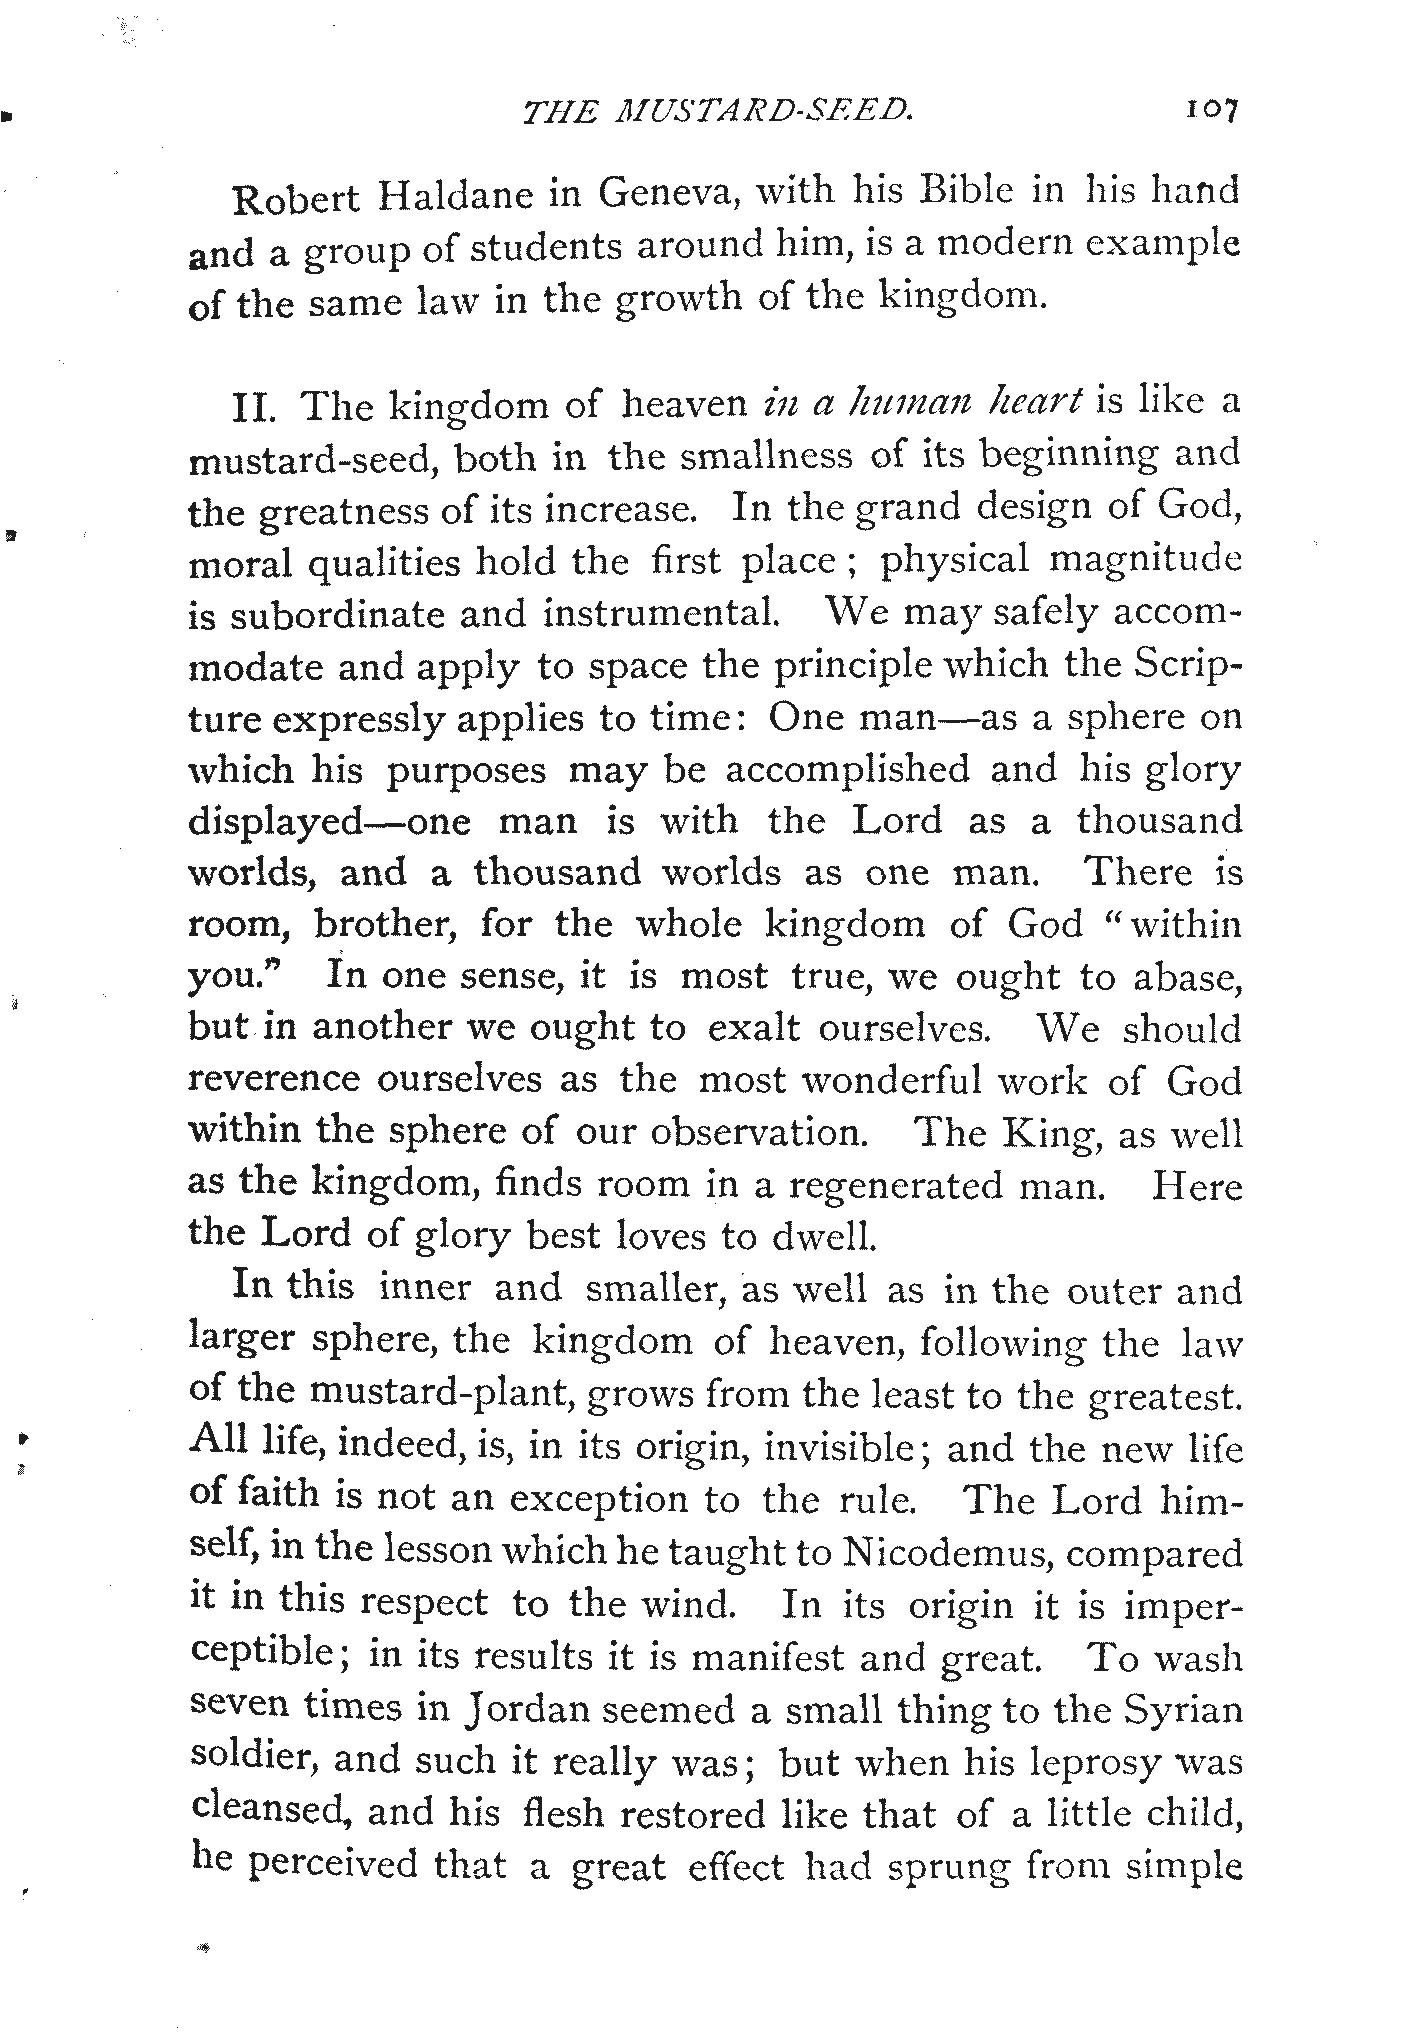 THE MUSTARD-SEED. 107
Robert Haldane in Geneva, with his Bible in his hand
and a group of students around him, is a modern example
of the same law in the growth of the kingdom.
II. The kingdom of heaven in a human heart is like a
mustard-seed, both in the smallness of its beginning and
the greatness of its increase. In the grand design of God,
moral qualities hold the first place; physical magnitude
is subordinate and instrumental. We may safely accom-
modate and apply to space the principle which the Scrip-
ture expressly applies to time: One man—as a sphere on
which his purposes may be accomplished and his glory
displayed—one man is with the Lord as a thousand
worlds, and a thousand worlds as one man. There is
room, brother, for the whole kingdom of God "within
you." In one sense, it is most true, we ought to abase,
but in another we ought to exalt ourselves. We should
reverence ourselves as the most wonderful work of God
within the sphere of our observation. The King, as well
as the kingdom, finds room in a regenerated man. Here
the Lord of glory best loves to dwell.
In this inner and smaller, as well as in the outer and
larger sphere, the kingdom of heaven, following the law
of the mustard-plant, grows from the least to the greatest.
All life, indeed, is, in its origin, invisible; and the new life
of faith is not an exception to the rule. The Lord him-
self, in the lesson which he taught to Nicodemus, compared
it in this respect to the wind. In its origin it is imper-
ceptible; in its results it is manifest and great. To wash
seven times in Jordan seemed a small thing to the Syrian
soldier, and such it really was; but when his leprosy was
cleansed, and his flesh restored like that of a little child,
he perceived that a great effect had sprung from simple